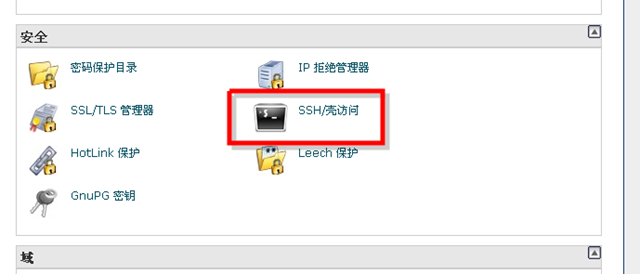 安全
密码保护目录
IP 拒绝管理器
SSL/TLS 管理器
SSH/壳访问
HotLink 保护
Leech 保护
GnuPG 密钥
域